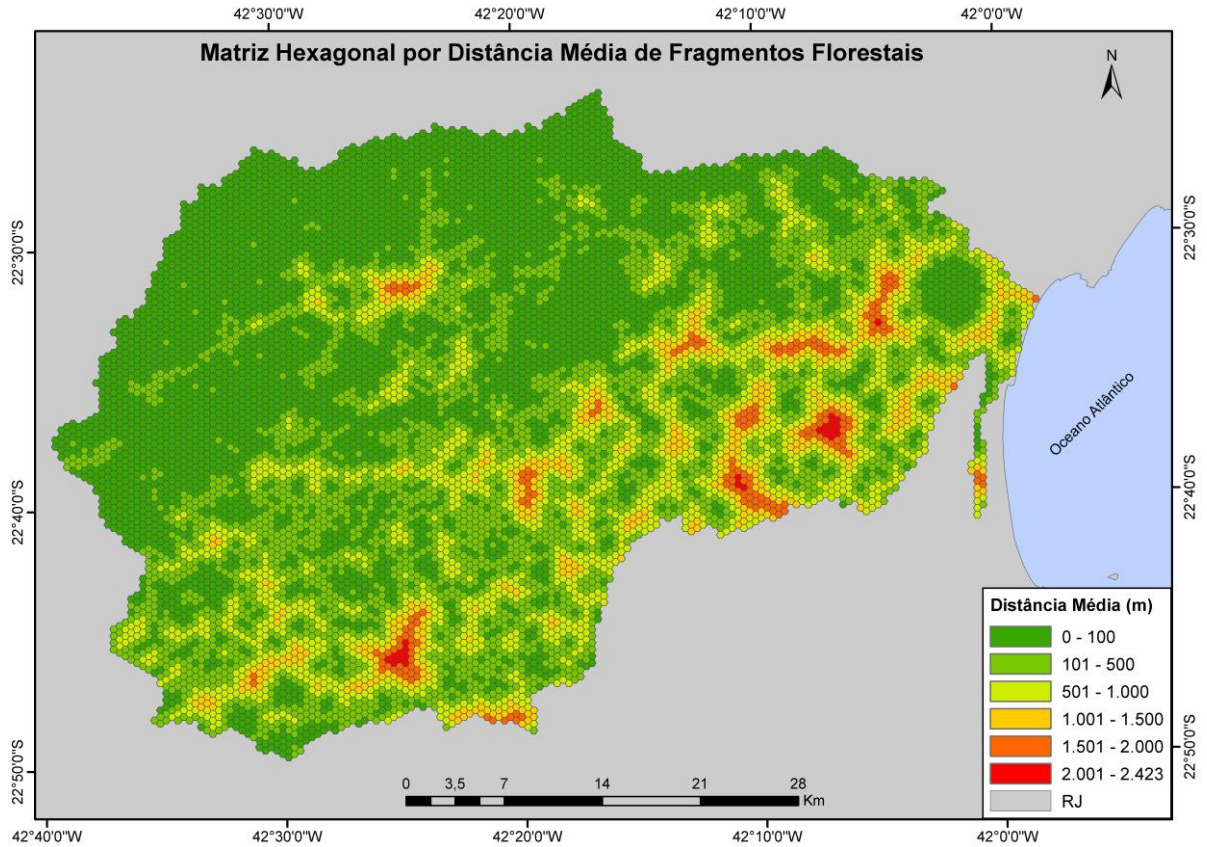 42°30'0"W 42°20'0"W 42°10'0"W 42°0'0"W
Matriz Hexagonal por Distância Média de Fragmentos Florestais
N
22°30'0"S
22°30'0"S
Oceano Atlântico
22°40'0"S
22°40'0"S
Distância Média (m)
0 - 100
101 - 500
501 - 1.000
1.001 - 1.500
1.501 - 2.000
2.001 - 2.423
RJ
22°50'0"S
22°50'0"S
0 3,5 7 14 21 28
Km
42°40'0"W 42°30'0"W 42°20'0"W 42°10'0"W 42°0'0"W